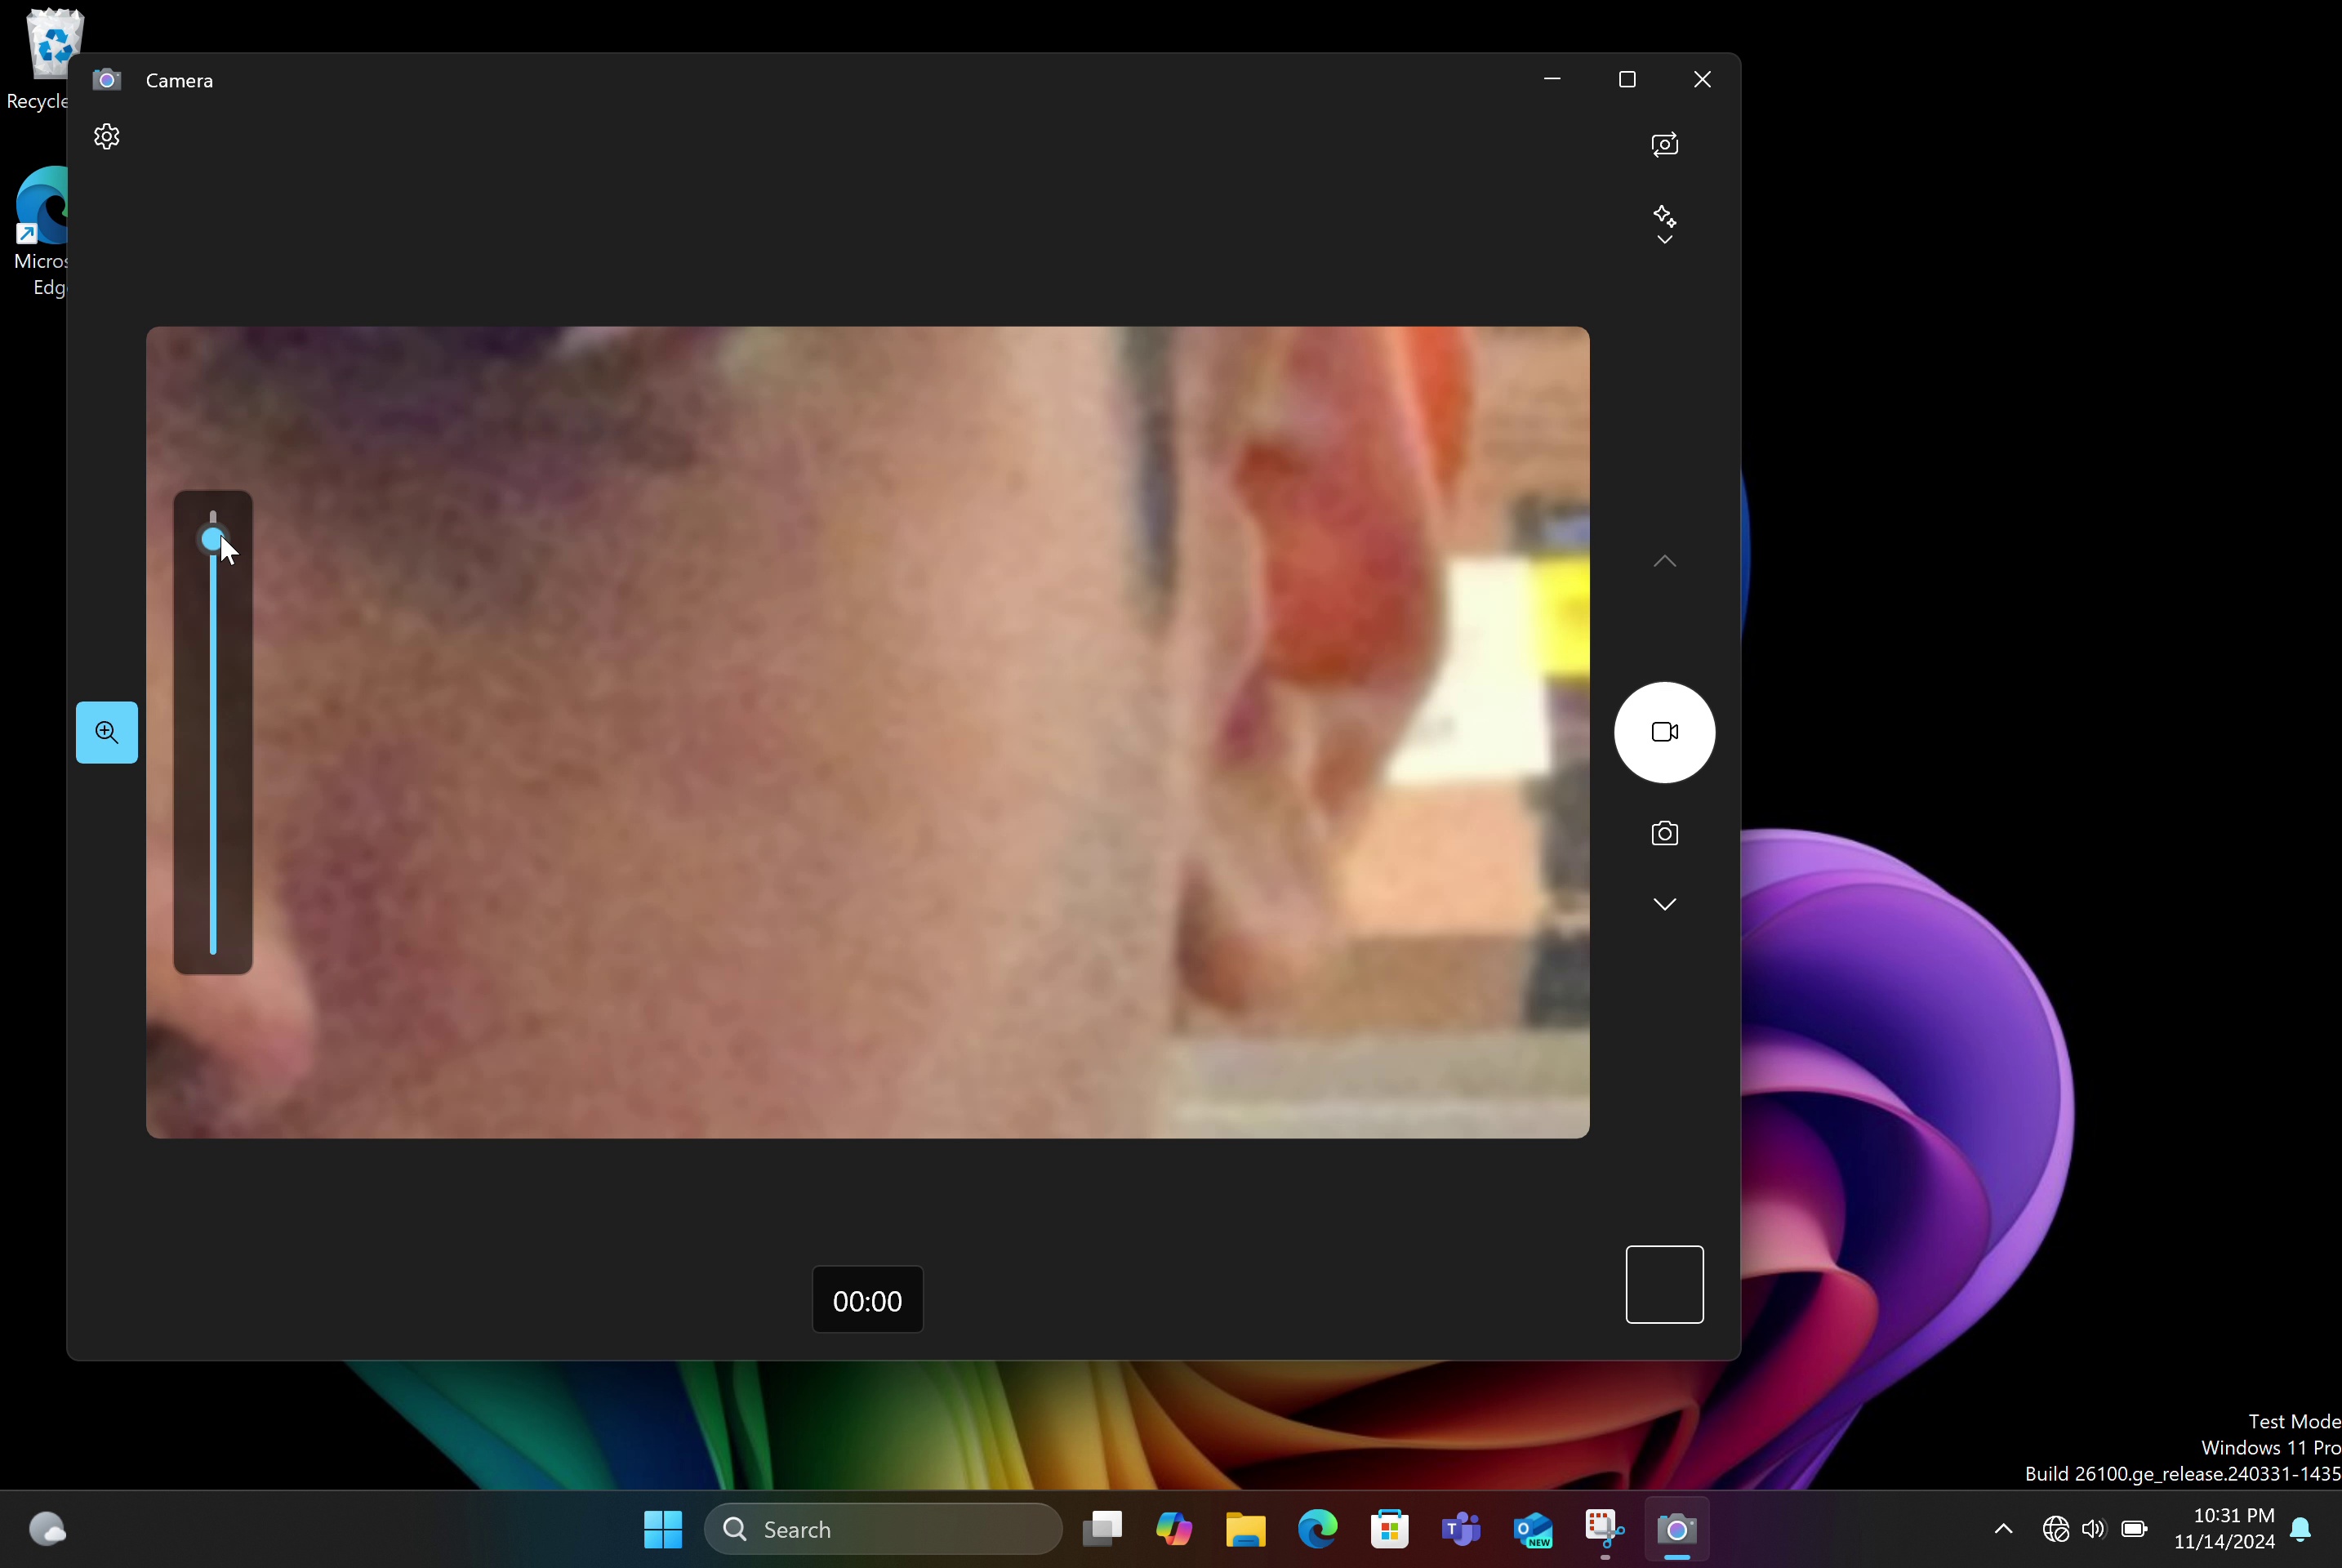 Recycle
Camera
Micros
Edg
00:00
Test Mode
Windows 11 Pro
Build 26100.ge_release.240331-1435
Search
T
O
NEW
10:31 PM
11/14/2024